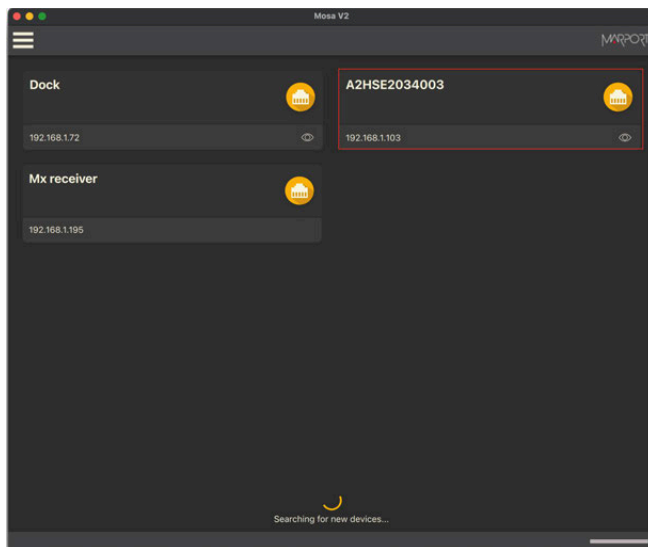 Mosa V2
MARPORT
Dock
192.168.1.72
A2HSE2034003
192.168.1.103
Mx receiver
192.168.1.195
Searching for new devices...